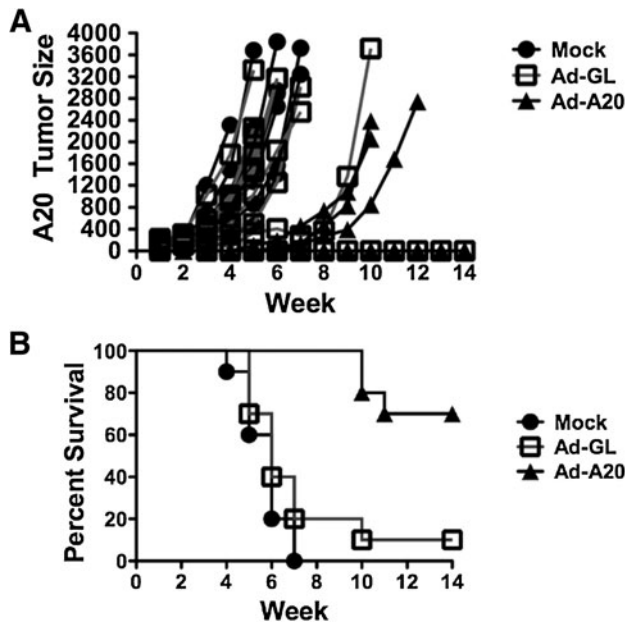 A
A20 Tumor Size
4000
3600
3200
2800
2400
2000
1600
1200
800
400
0
0 2 4 6 8 10 12 14
Week
Mock
Ad-GL
Ad-A20
B
Percent Survival
100
80
60
40
20
0
0 2 4 6 8 10 12 14
Week
Mock
Ad-GL
Ad-A20